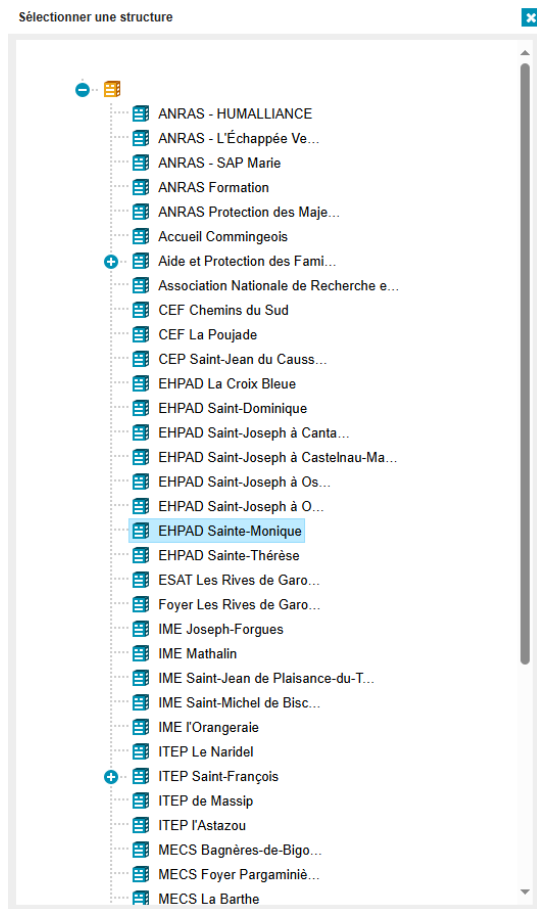 Sélectionner une structure
ANRAS - HUMALLIANCE
ANRAS - L'Échappée Ve...
ANRAS - SAP Marie
ANRAS Formation
ANRAS Protection des Maje...
Accueil Commingeois
Aide et Protection des Fami...
Association Nationale de Recherche e...
CEF Chemins du Sud
CEF La Poujade
CEP Saint-Jean du Causs...
EHPAD La Croix Bleue
EHPAD Saint-Dominique
EHPAD Saint-Joseph à Canta...
EHPAD Saint-Joseph à Castelnau-Ma...
EHPAD Saint-Joseph à Os...
EHPAD Saint-Joseph à O...
EHPAD Sainte-Monique
EHPAD Sainte-Thérèse
ESAT Les Rives de Garo...
Foyer Les Rives de Garo...
IME Joseph-Forgues
IME Mathalin
IME Saint-Jean de Plaisance-du-T...
IME Saint-Michel de Bisc...
IME l'Orangeraie
ITEP Le Naridel
ITEP Saint-François
ITEP de Massip
ITEP l'Astazou
MECS Bagnères-de-Bigo...
MECS Foyer Pargaminiè...
MECS La Barthe